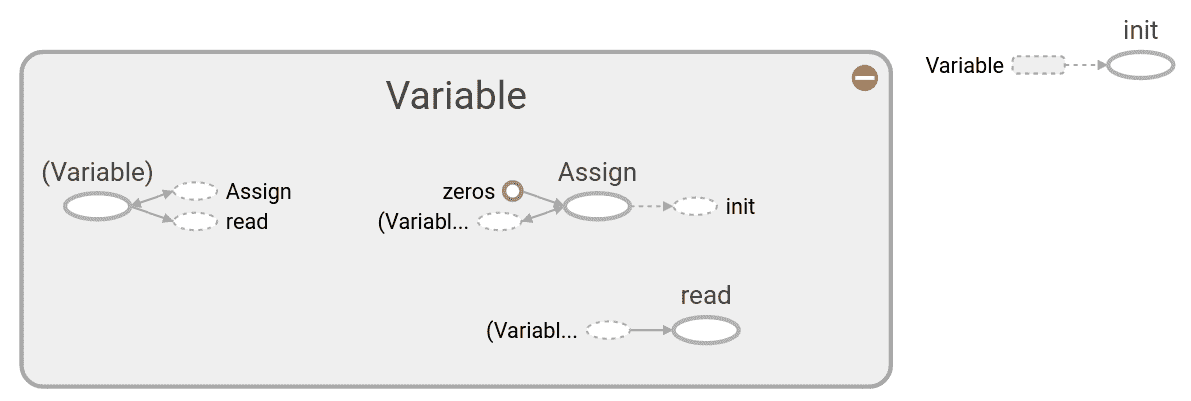 init
Variable
Variable
(Variable)
Assign
read
Assign
zeros
(Variabl...
init
read
(Variabl...